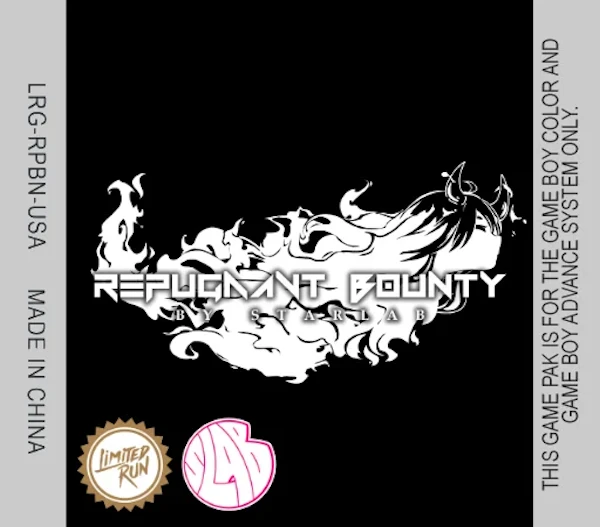 LRG-RPBN-USA MADE IN CHINA
REPUGNANT BOUNTY
BY STARLAB
LIMITED
RUN
SLAB
THIS GAME PAK IS FOR THE GAME BOY COLOR AND
GAME BOY ADVANCE SYSTEM ONLY.